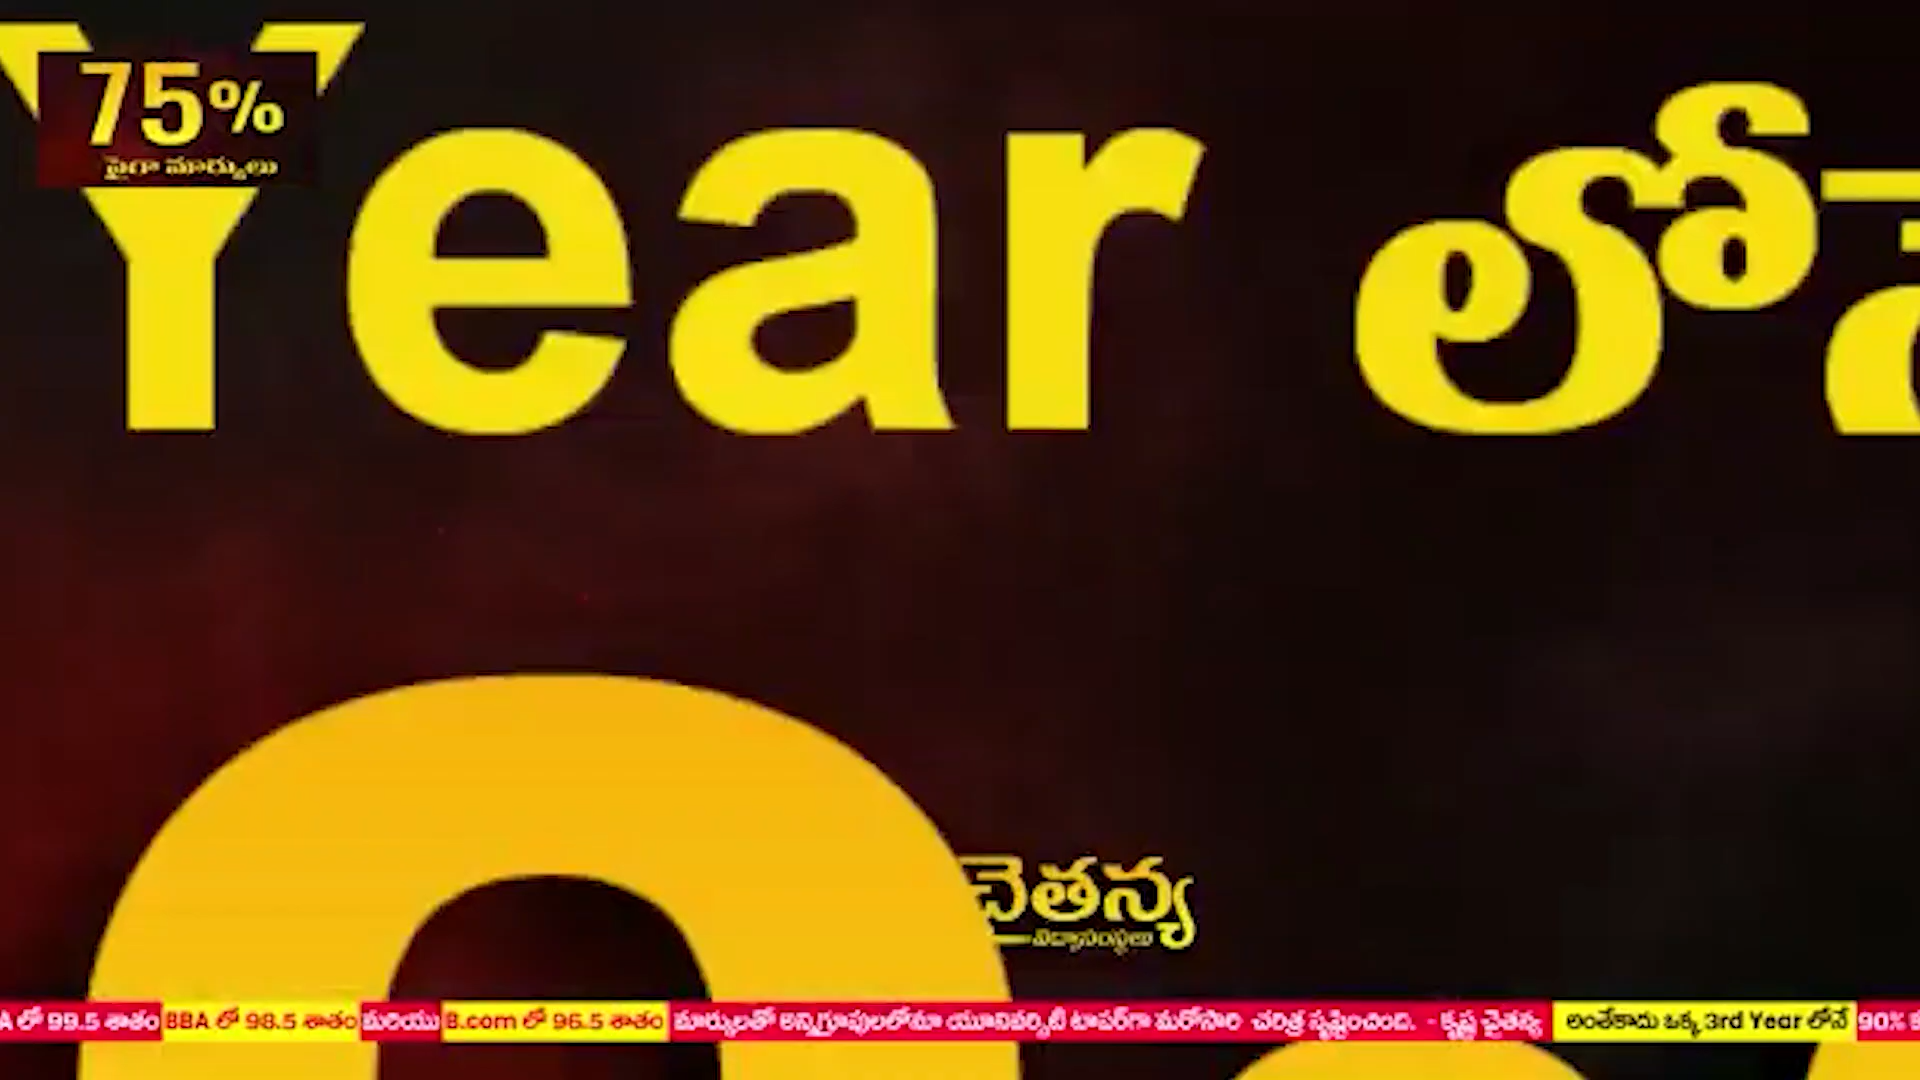 75%
పైగా మార్కులు
Year లో
చైతన్య
విద్యాసంస్థలు
లో 99.5 శాతం BBA లో 98.5 శాతం మరియు B.com లో 96.5 శాతం మార్కులతో అన్నిగ్రూపులలోమా యూనివర్సిటీ టాపర్‌గా మరోసారి చరిత్ర సృష్టించింది. - కృష్ణ చైతన్య అంతేకాదు ఒక్క 3rd Year లోనే 90%